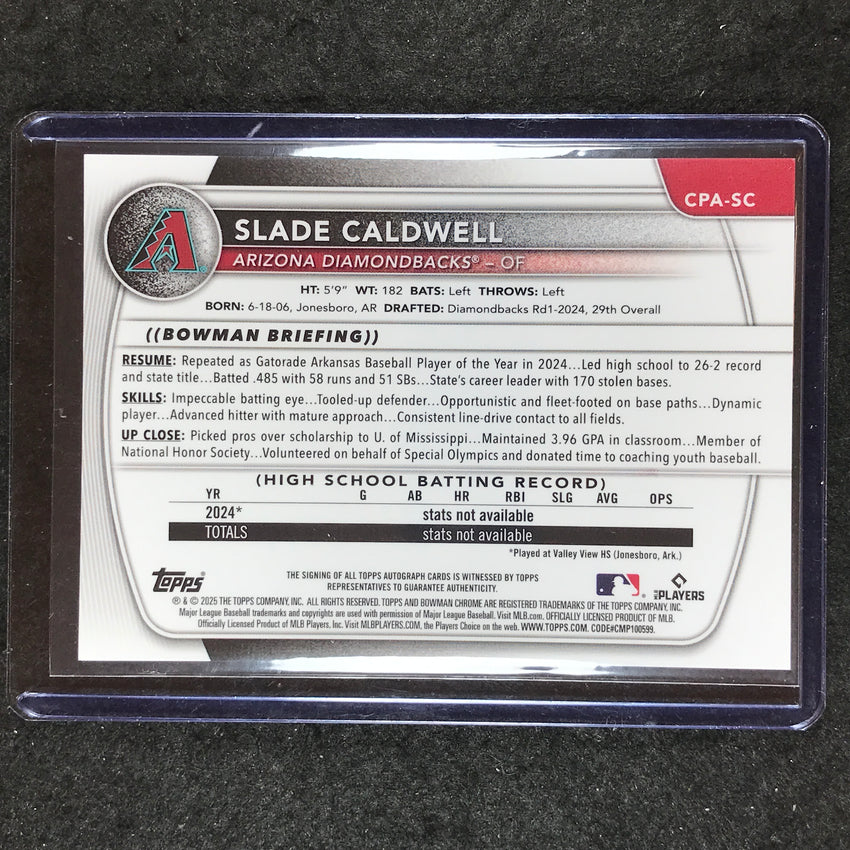 CPA-SC
SLADE CALDWELL
ARIZONA DIAMONDBACKS® – OF
HT: 5'9" WT: 182 BATS: Left THROWS: Left
BORN: 6-18-06, Jonesboro, AR DRAFTED: Diamondbacks Rd1-2024, 29th Overall
((BOWMAN BRIEFING))
RESUME: Repeated as Gatorade Arkansas Baseball Player of the Year in 2024...Led high school to 26-2 record
and state title...Batted .485 with 58 runs and 51 SBs...State's career leader with 170 stolen bases.
SKILLS: Impeccable batting eye...Tooled-up defender...Opportunistic and fleet-footed on base paths...Dynamic
player...Advanced hitter with mature approach...Consistent line-drive contact to all fields.
UP CLOSE: Picked pros over scholarship to U. of Mississippi...Maintained 3.96 GPA in classroom...Member of
National Honor Society...Volunteered on behalf of Special Olympics and donated time to coaching youth baseball.
(HIGH SCHOOL BATTING RECORD)
YR G AB HR RBI SLG AVG OPS
2024* stats not available
TOTALS stats not available
*Played at Valley View HS (Jonesboro, Ark.)
Topps®
THE SIGNING OF ALL TOPPS AUTOGRAPH CARDS IS WITNESSED BY TOPPS
REPRESENTATIVES TO GUARANTEE AUTHENTICITY.
PLAYERS
® & © 2025 THE TOPPS COMPANY, INC. ALL RIGHTS RESERVED. TOPPS AND BOWMAN CHROME ARE REGISTERED TRADEMARKS OF THE TOPPS COMPANY, INC.
Major League Baseball trademarks and copyrights are used with permission of Major League Baseball. Visit MLB.com. OFFICIALLY LICENSED PRODUCT OF MLB.
Officially Licensed Product of MLB Players, Inc. Visit MLBPLAYERS.COM, the Players Choice on the web. WWW.TOPPS.COM. CODE#CMP100599.